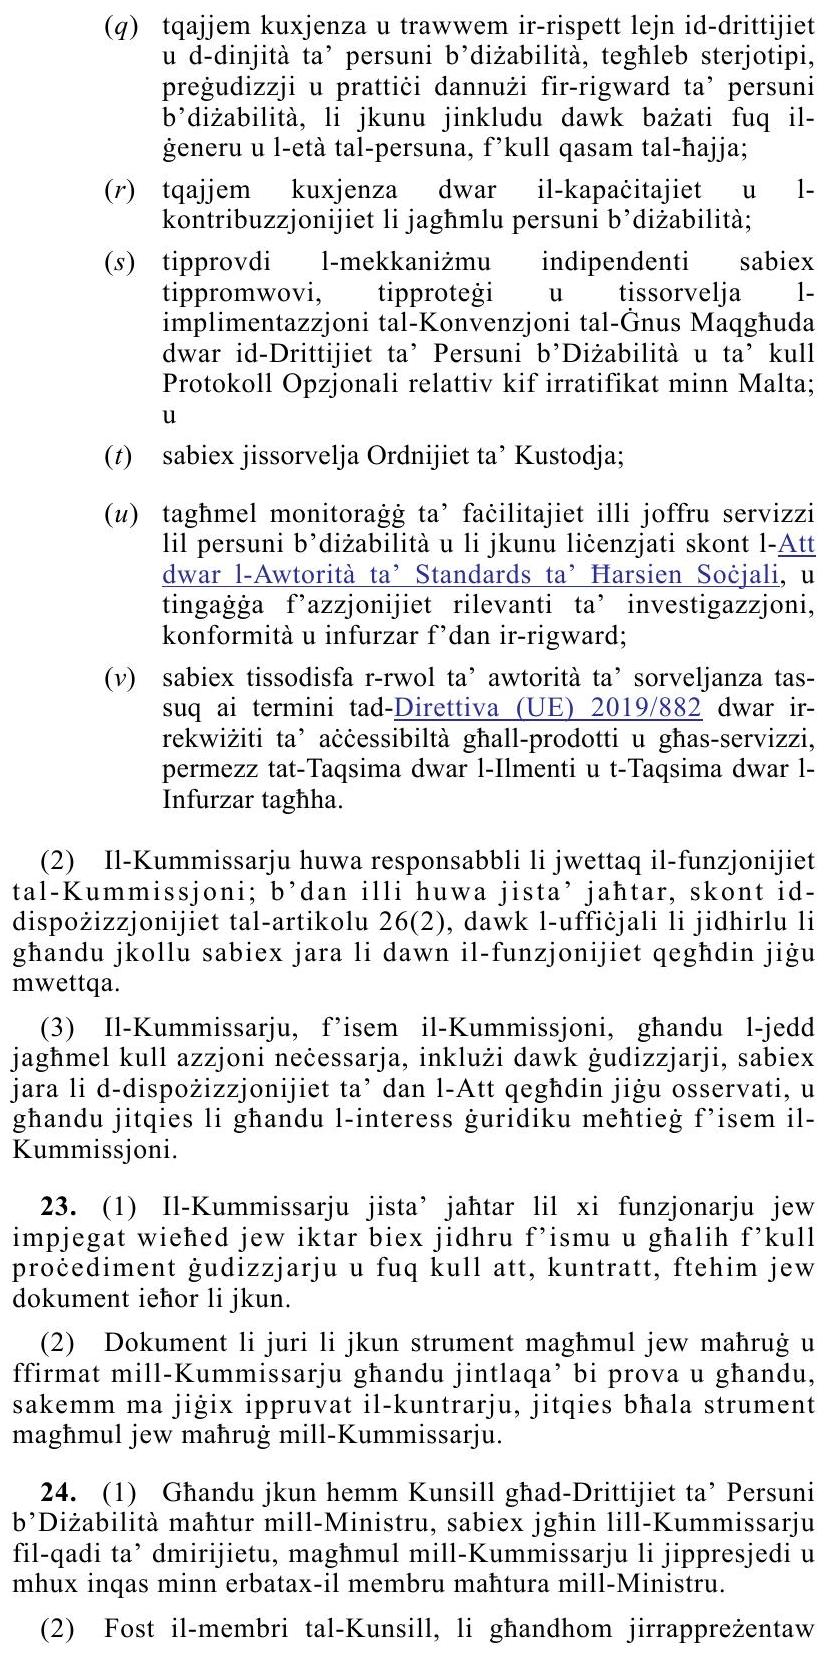 (q) tqajjem kuxjenza u trawwem ir-rispett lejn id-drittijiet
u d-dinjità ta’ persuni b’diżabilità, tegħleb sterjotipi,
preġudizzji u prattiċi dannużi fir-rigward ta’ persuni
b’diżabilità, li jkunu jinkludu dawk bażati fuq il-
ġeneru u l-età tal-persuna, f’kull qasam tal-ħajja;
(r) tqajjem kuxjenza dwar il-kapaċitajiet u l-
kontribuzzjonijiet li jagħmlu persuni b’diżabilità;
(s) tipprovdi l-mekkaniżmu indipendenti sabiex
tippromwovi, tipproteġi u tissorvelja l-
implimentazzjoni tal-Konvenzjoni tal-Ġnus Maqgħuda
dwar id-Drittijiet ta’ Persuni b’Diżabilità u ta’ kull
Protokoll Opzjonali relattiv kif irratifikat minn Malta;
u
(t) sabiex jissorvelja Ordnijiet ta’ Kustodja;
(u) tagħmel monitoraġġ ta’ faċilitajiet illi joffru servizzi
lil persuni b’diżabilità u li jkunu liċenzjati skont l-Att
dwar l-Awtorità ta’ Standards ta’ Ħarsien Soċjali, u
tingaġġa f’azzjonijiet rilevanti ta’ investigazzjoni,
konformità u infurzar f’dan ir-rigward;
(v) sabiex tissodisfa r-rwol ta’ awtorità ta’ sorveljanza tas-
suq ai termini tad-Direttiva (UE) 2019/882 dwar ir-
rekwiżiti ta’ aċċessibiltà għall-prodotti u għas-servizzi,
permezz tat-Taqsima dwar l-Ilmenti u t-Taqsima dwar l-
Infurzar tagħha.
(2) Il-Kummissarju huwa responsabbli li jwettaq il-funzjonijiet
tal-Kummissjoni; b’dan illi huwa jista’ jaħtar, skont id-
dispożizzjonijiet tal-artikolu 26(2), dawk l-uffiċjali li jidhirlu li
għandu jkollu sabiex jara li dawn il-funzjonijiet qegħdin jiġu
mwettqa.
(3) Il-Kummissarju, f’isem il-Kummissjoni, għandu l-jedd
jagħmel kull azzjoni neċessarja, inklużi dawk ġudizzjarji, sabiex
jara li d-dispożizzjonijiet ta’ dan l-Att qegħdin jiġu osservati, u
għandu jitqies li għandu l-interess ġuridiku meħtieġ f’isem il-
Kummissjoni.
23. (1) Il-Kummissarju jista’ jaħtar lil xi funzjonarju jew
impjegat wieħed jew iktar biex jidhru f’ismu u għalih f’kull
proċediment ġudizzjarju u fuq kull att, kuntratt, ftehim jew
dokument ieħor li jkun.
(2) Dokument li juri li jkun strument magħmul jew maħruġ u
ffirmat mill-Kummissarju għandu jintlaqa’ bi prova u għandu,
sakemm ma jiġix ippruvat il-kuntrarju, jitqies bħala strument
magħmul jew maħruġ mill-Kummissarju.
24. (1) Għandu jkun hemm Kunsill għad-Drittijiet ta’ Persuni
b’Diżabilità maħtur mill-Ministru, sabiex jgħin lill-Kummissarju
fil-qadi ta’ dmirijietu, magħmul mill-Kummissarju li jippresjedi u
mhux inqas minn erbatax-il membru maħtura mill-Ministru.
(2) Fost il-membri tal-Kunsill, li għandhom jirrappreżentaw